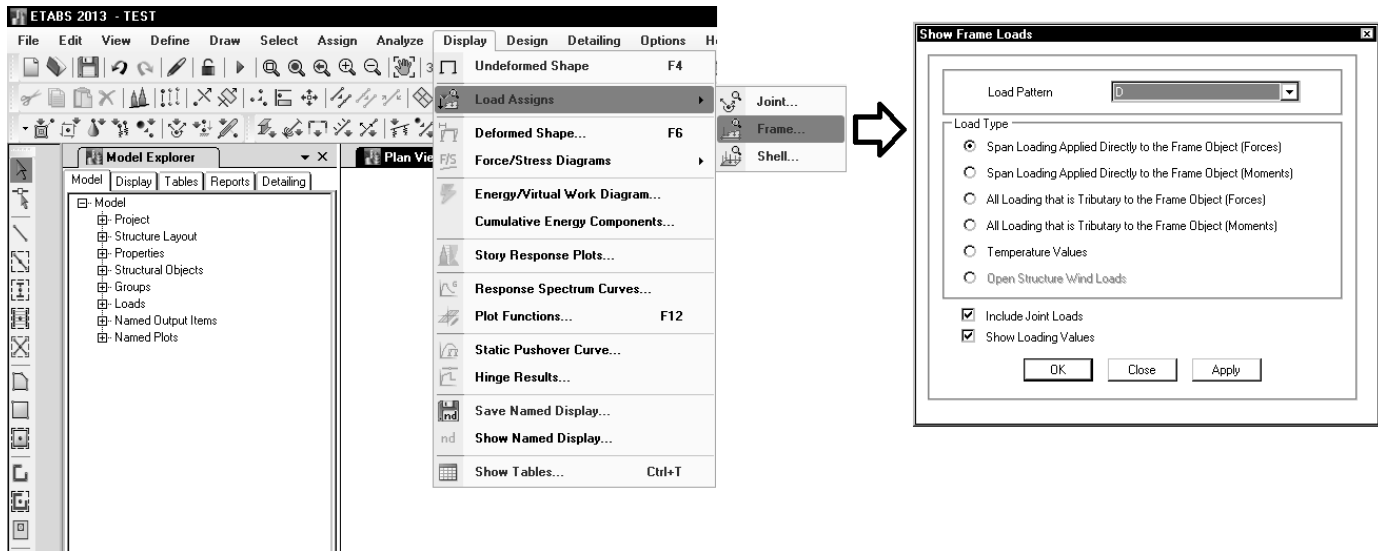 ETABS 2013 - TEST
File Edit View Define Draw Select Assign Analyze Display Design Detailing Options
Model Explorer
Model Display Tables Reports Detailing
Model
Project
Structure Layout
Properties
Structural Objects
Groups
Loads
Named Output Items
Named Plots
Plan Vie
Undeformed Shape F4
Load Assigns
Deformed Shape... F6
F/S Force/Stress Diagrams
Energy/Virtual Work Diagram...
Cumulative Energy Components...
Story Response Plots...
Response Spectrum Curves...
Plot Functions... F12
Static Pushover Curve...
Hinge Results...
nd Save Named Display...
nd Show Named Display...
Show Tables... Ctrl+T
Joint...
Frame...
Shell...
Show Frame Loads
Load Pattern D
Load Type
Span Loading Applied Directly to the Frame Object (Forces)
Span Loading Applied Directly to the Frame Object (Moments)
All Loading that is Tributary to the Frame Object (Forces)
All Loading that is Tributary to the Frame Object (Moments)
Temperature Values
Open Structure Wind Loads
Include Joint Loads
Show Loading Values
OK Close Apply